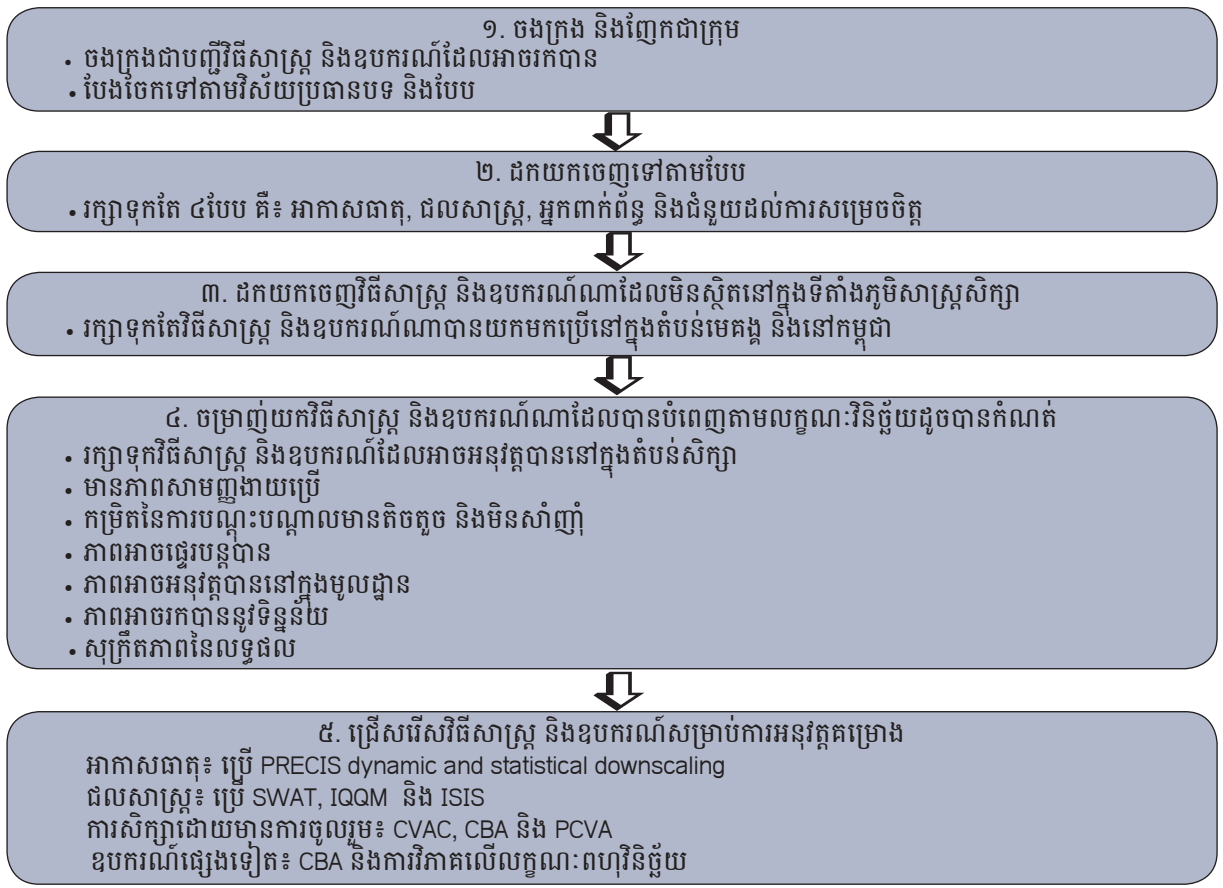 ១. ចងក្រង និងញែកជាក្រុម
• ចងក្រងជាបញ្ជីវិធីសាស្ត្រ និងឧបករណ៍ដែលអាចរកបាន
• បែងចែកទៅតាមវិស័យប្រធានបទ និងបែប
២. ដកយកចេញទៅតាមបែប
• រក្សាទុកតែ ៤បែប គឺ៖ អាកាសធាតុ, ជលសាស្ត្រ, អ្នកពាក់ព័ន្ធ និងជំនួយដល់ការសម្រេចចិត្ត
៣. ដកយកចេញវិធីសាស្ត្រ និងឧបករណ៍ណាដែលមិនស្ថិតនៅក្នុងទីតាំងភូមិសាស្ត្រសិក្សា
• រក្សាទុកតែវិធីសាស្ត្រ និងឧបករណ៍ណាបានយកមកប្រើនៅក្នុងតំបន់មេគង្គ និងនៅកម្ពុជា
៤. ចម្រាញ់យកវិធីសាស្ត្រ និងឧបករណ៍ណាដែលបានបំពេញតាមលក្ខណៈវិនិច្ឆ័យដូចបានកំណត់
• រក្សាទុកវិធីសាស្ត្រ និងឧបករណ៍ដែលអាចអនុវត្តបាននៅក្នុងតំបន់សិក្សា
• មានភាពសាមញ្ញងាយប្រើ
• កម្រិតនៃការបណ្តុះបណ្តាលមានតិចតួច និងមិនសាំញ៉ាំ
• ភាពអាចផ្ទេរបន្តបាន
• ភាពអាចអនុវត្តបាននៅក្នុងមូលដ្ឋាន
• ភាពអាចរកបាននូវទិន្នន័យ
• សុក្រឹតភាពនៃលទ្ធផល
៥. ជ្រើសរើសវិធីសាស្ត្រ និងឧបករណ៍សម្រាប់ការអនុវត្តគម្រោង
អាកាសធាតុ៖ ប្រើ PRECIS dynamic and statistical downscaling
ជលសាស្ត្រ៖ ប្រើ SWAT, IQQM និង ISIS
ការសិក្សាដោយមានការចូលរួម៖ CVAC, CBA និង PCVA
ឧបករណ៍ផ្សេងទៀត៖ CBA និងការវិភាគលើលក្ខណៈពហុវិនិច្ឆ័យ